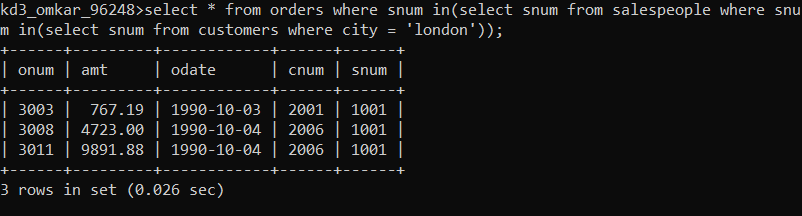 kd3_omkar_96248>select * from orders where snum in(select snum from salespeople where snu
m in(select snum from customers where city = 'london'));
+------+---------+------------+------+------+
| onum | amt     | odate      | cnum | snum |
+------+---------+------------+------+------+
| 3003 |  767.19 | 1990-10-03 | 2001 | 1001 |
| 3008 | 4723.00 | 1990-10-04 | 2006 | 1001 |
| 3011 | 9891.88 | 1990-10-04 | 2006 | 1001 |
+------+---------+------------+------+------+
3 rows in set (0.026 sec)